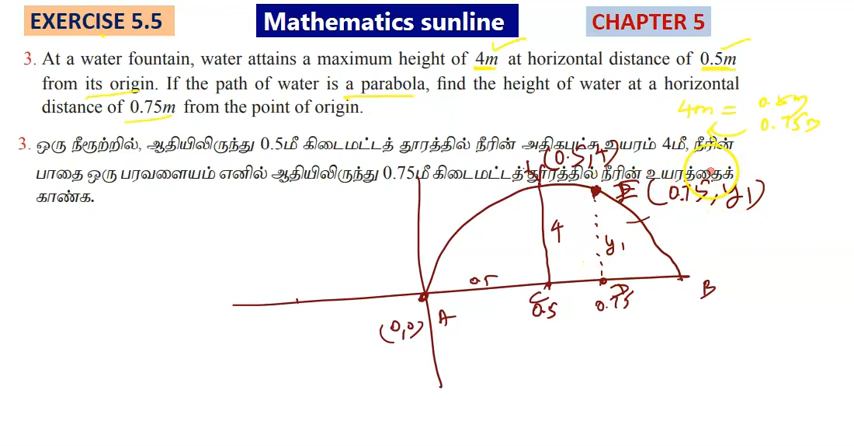 EXERCISE 5.5 Mathematics sunline CHAPTER 5
3. At a water fountain, water attains a maximum height of 4m at horizontal distance of 0.5m
from its origin. If the path of water is a parabola, find the height of water at a horizontal
distance of 0.75m from the point of origin.
4m = 0.5m
0.75m
3. ஒரு நீரூற்றில், ஆதியிலிருந்து 0.5மீ கிடைமட்டத் தூரத்தில் நீரின் அதிகபட்ச உயரம் 4மீ, நீரின்
பாதை ஒரு பரவளையம் எனில் ஆதியிலிருந்து 0.75மீ கிடைமட்டத் தூரத்தில் நீரின் உயரத்தைக்
காண்க.
(0.5, 4)
E (0.75, y1)
4
y1
0.5
C
D
B
(0,0) A
0.5
0.75